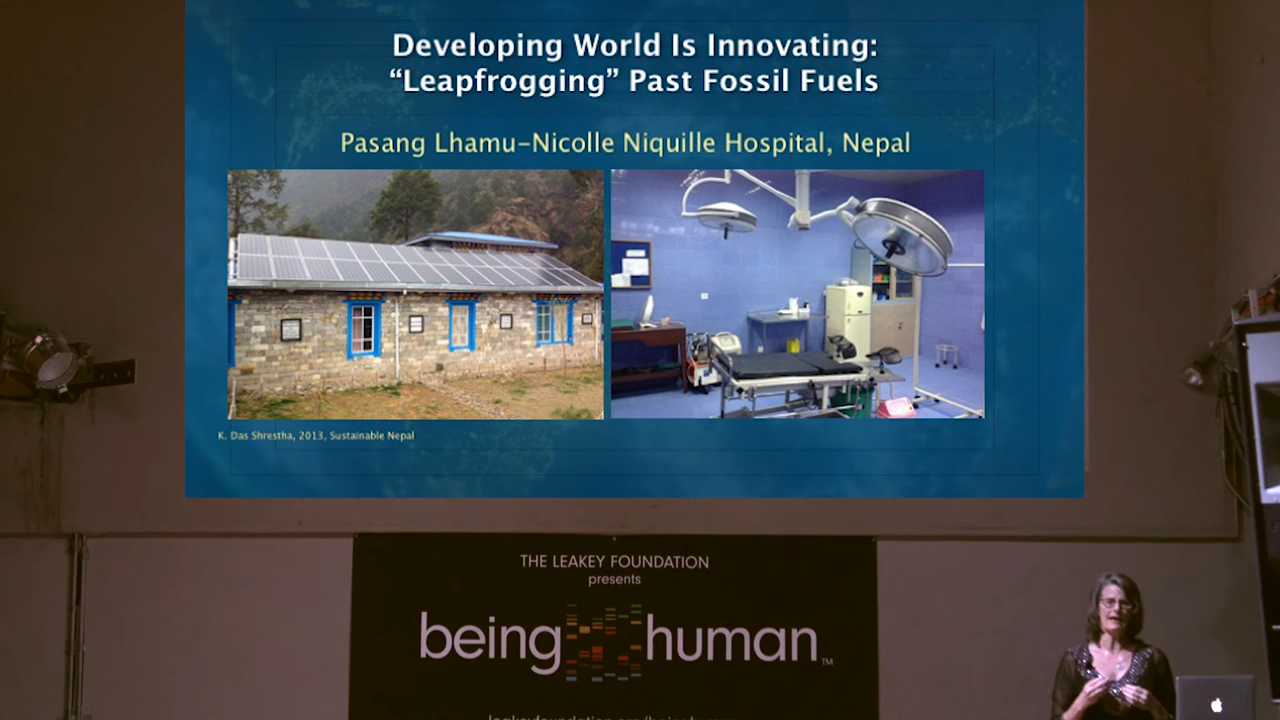 Developing World Is Innovating:
“Leapfrogging” Past Fossil Fuels
Pasang Lhamu-Nicolle Niquille Hospital, Nepal
K. Das Shrestha, 2013, Sustainable Nepal
THE LEAKEY FOUNDATION
presents
being human™